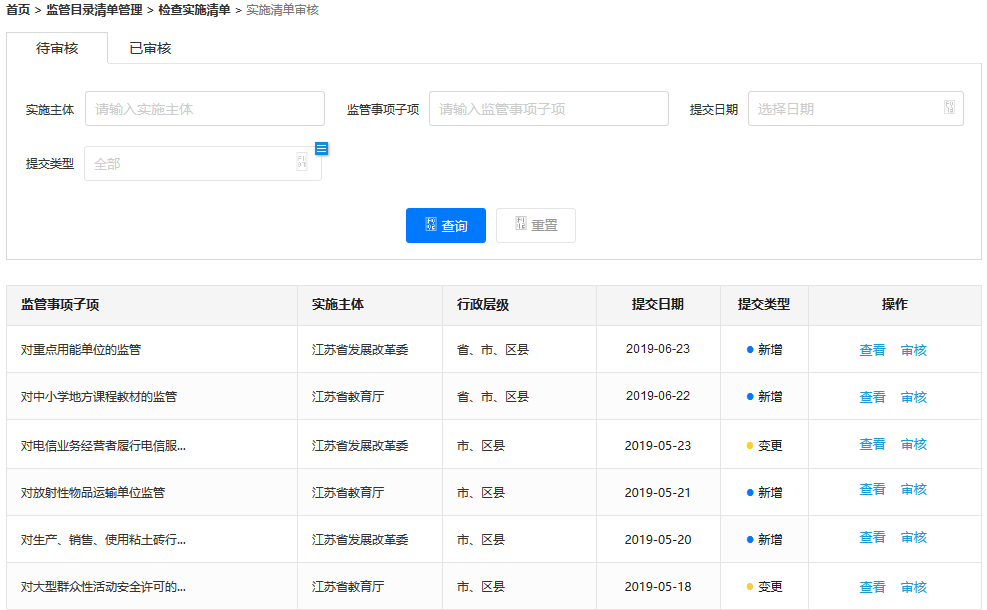 首页 > 监管目录清单管理 > 检查实施清单 > 实施清单审核
待审核 已审核
实施主体 请输入实施主体 监管事项子项 请输入监管事项子项 提交日期 选择日期
提交类型 全部
查询 重置
监管事项子项 实施主体 行政层级 提交日期 提交类型 操作
对重点用能单位的监管 江苏省发展改革委 省、市、区县 2019-06-23 新增 查看 审核
对中小学地方课程教材的监管 江苏省教育厅 省、市、区县 2019-06-22 新增 查看 审核
对电信业务经营者履行电信服... 江苏省发展改革委 市、区县 2019-05-23 变更 查看 审核
对放射性物品运输单位监管 江苏省教育厅 市、区县 2019-05-21 新增 查看 审核
对生产、销售、使用粘土砖行... 江苏省发展改革委 市、区县 2019-05-20 新增 查看 审核
对大型群众性活动安全许可的... 江苏省教育厅 市、区县 2019-05-18 变更 查看 审核